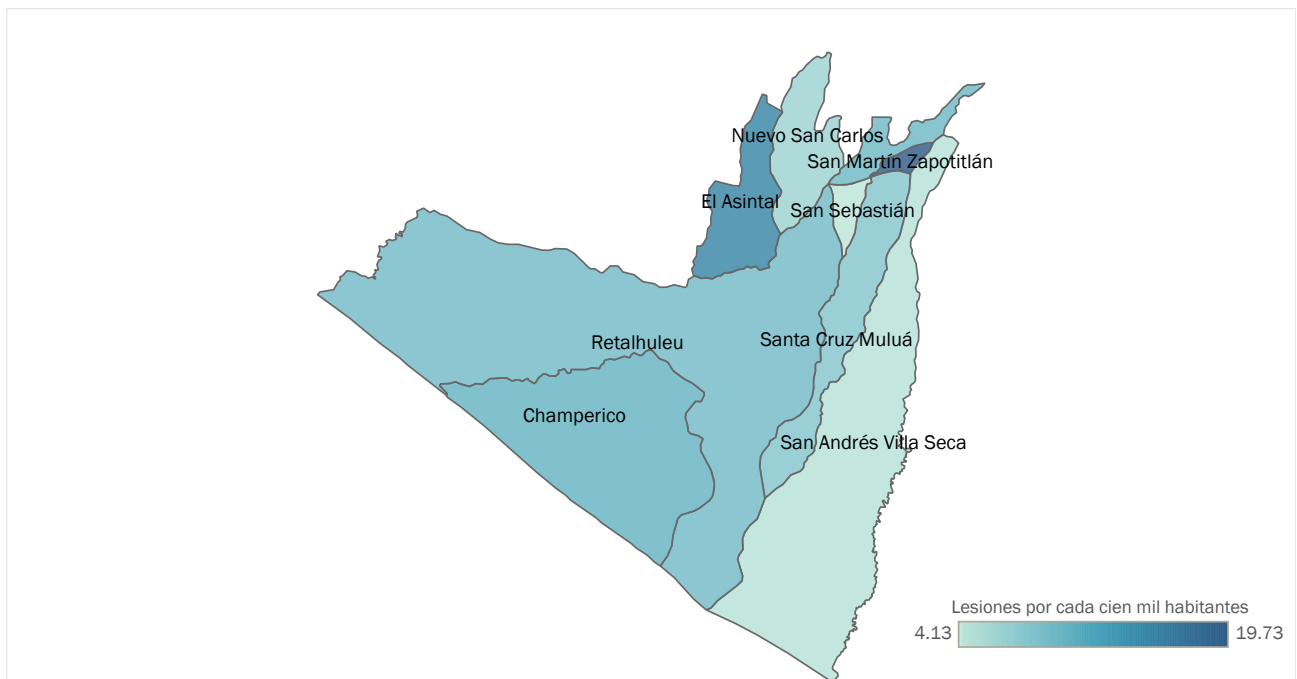 Nuevo San Carlos
San Martín Zapotitlán
El Asintal
San Sebastián
Retalhuleu
Santa Cruz Muluá
Champerico
San Andrés Villa Seca
Lesiones por cada cien mil habitantes
4.13
19.73